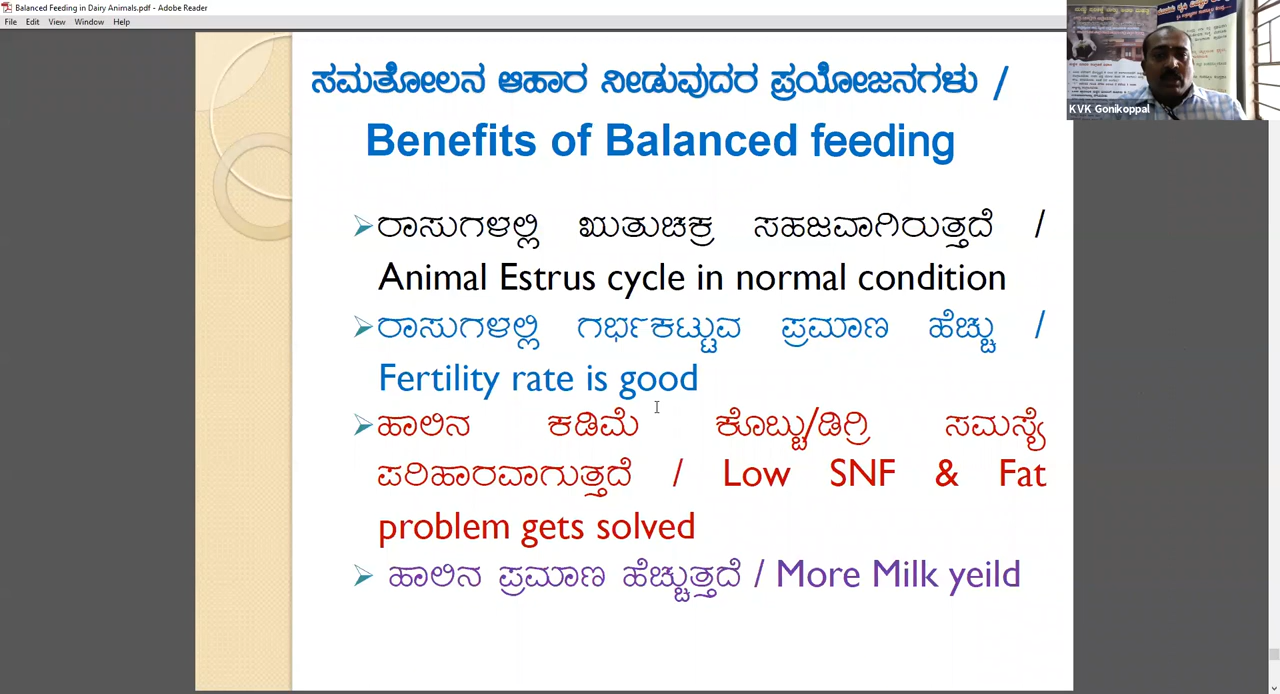 Balanced Feeding in Dairy Animals.pdf - Adobe Reader
File Edit View Window Help
KVK Gonikoppal
ಸಮತೋಲನ ಆಹಾರ ನೀಡುವುದರ ಪ್ರಯೋಜನಗಳು /
Benefits of Balanced feeding
ರಾಸುಗಳಲ್ಲಿ ಋತುಚಕ್ರ ಸಹಜವಾಗಿರುತ್ತದೆ /
Animal Estrus cycle in normal condition
ರಾಸುಗಳಲ್ಲಿ ಗರ್ಭಕಟ್ಟುವ ಪ್ರಮಾಣ ಹೆಚ್ಚು /
Fertility rate is good
ಹಾಲಿನ ಕಡಿಮೆ ಕೊಬ್ಬು/ಡಿಗ್ರಿ ಸಮಸ್ಯೆ
ಪರಿಹಾರವಾಗುತ್ತದೆ / Low SNF & Fat
problem gets solved
ಹಾಲಿನ ಪ್ರಮಾಣ ಹೆಚ್ಚುತ್ತದೆ / More Milk yeild